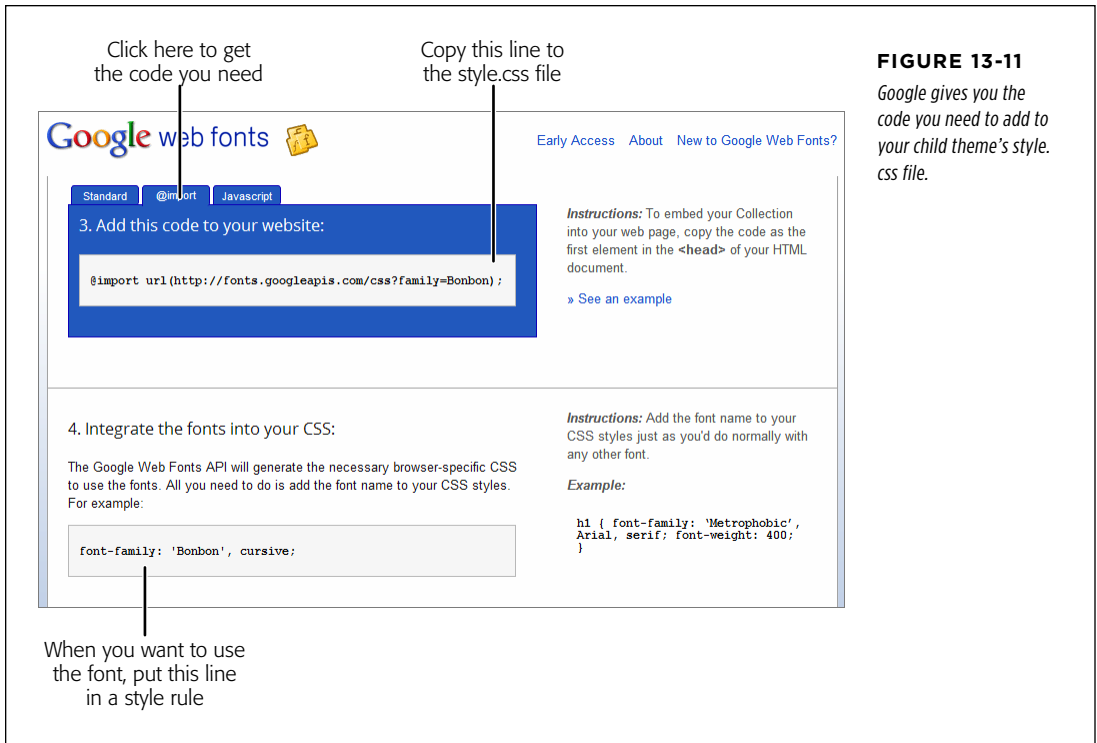 Click here to get
the code you need
Copy this line to
the style.css file
FIGURE 13-11
Google gives you the
code you need to add to
your child theme's style.
css file.
Google web fonts
Early Access About New to Google Web Fonts?
Standard @import Javascript
3. Add this code to your website:
@import url(http://fonts.googleapis.com/css?family=Bonbon);
Instructions: To embed your Collection
into your web page, copy the code as the
first element in the <head> of your HTML
document.
» See an example
4. Integrate the fonts into your CSS:
The Google Web Fonts API will generate the necessary browser-specific CSS
to use the fonts. All you need to do is add the font name to your CSS styles.
For example:
font-family: 'Bonbon', cursive;
Instructions: Add the font name to your
CSS styles just as you'd do normally with
any other font.
Example:
h1 { font-family: ‘Metrophobic’,
Arial, serif; font-weight: 400;
}
When you want to use
the font, put this line
in a style rule